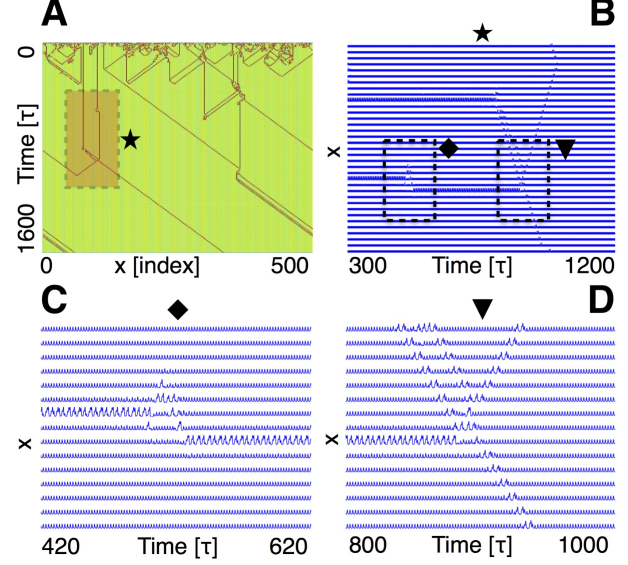 A
B
0
Time [τ]
1600
0
x [index]
500
x
300
Time [τ]
1200
C
D
x
420
Time [τ]
620
x
800
Time [τ]
1000